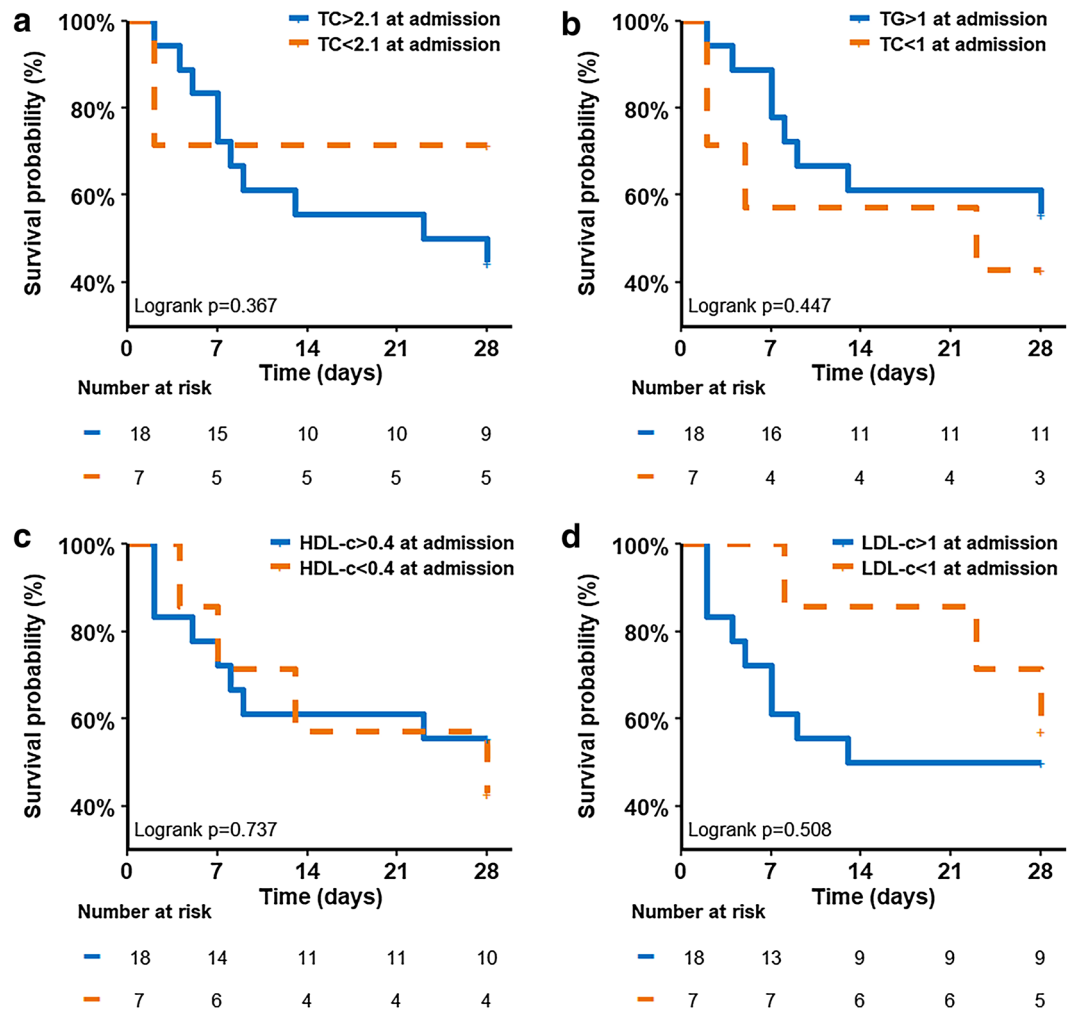 a
TC>2.1 at admission
TC<2.1 at admission
Survival probability (%)
100%
80%
60%
40%
Logrank p=0.367
0 7 14 21 28
Time (days)
Number at risk
18 15 10 10 9
7 5 5 5 5
b
TG>1 at admission
TC<1 at admission
Survival probability (%)
100%
80%
60%
40%
Logrank p=0.447
0 7 14 21 28
Time (days)
Number at risk
18 16 11 11 11
7 4 4 4 3
c
HDL-c>0.4 at admission
HDL-c<0.4 at admission
Survival probability (%)
100%
80%
60%
40%
Logrank p=0.737
0 7 14 21 28
Time (days)
Number at risk
18 14 11 11 10
7 6 4 4 4
d
LDL-c>1 at admission
LDL-c<1 at admission
Survival probability (%)
100%
80%
60%
40%
Logrank p=0.508
0 7 14 21 28
Time (days)
Number at risk
18 13 9 9 9
7 7 6 6 5